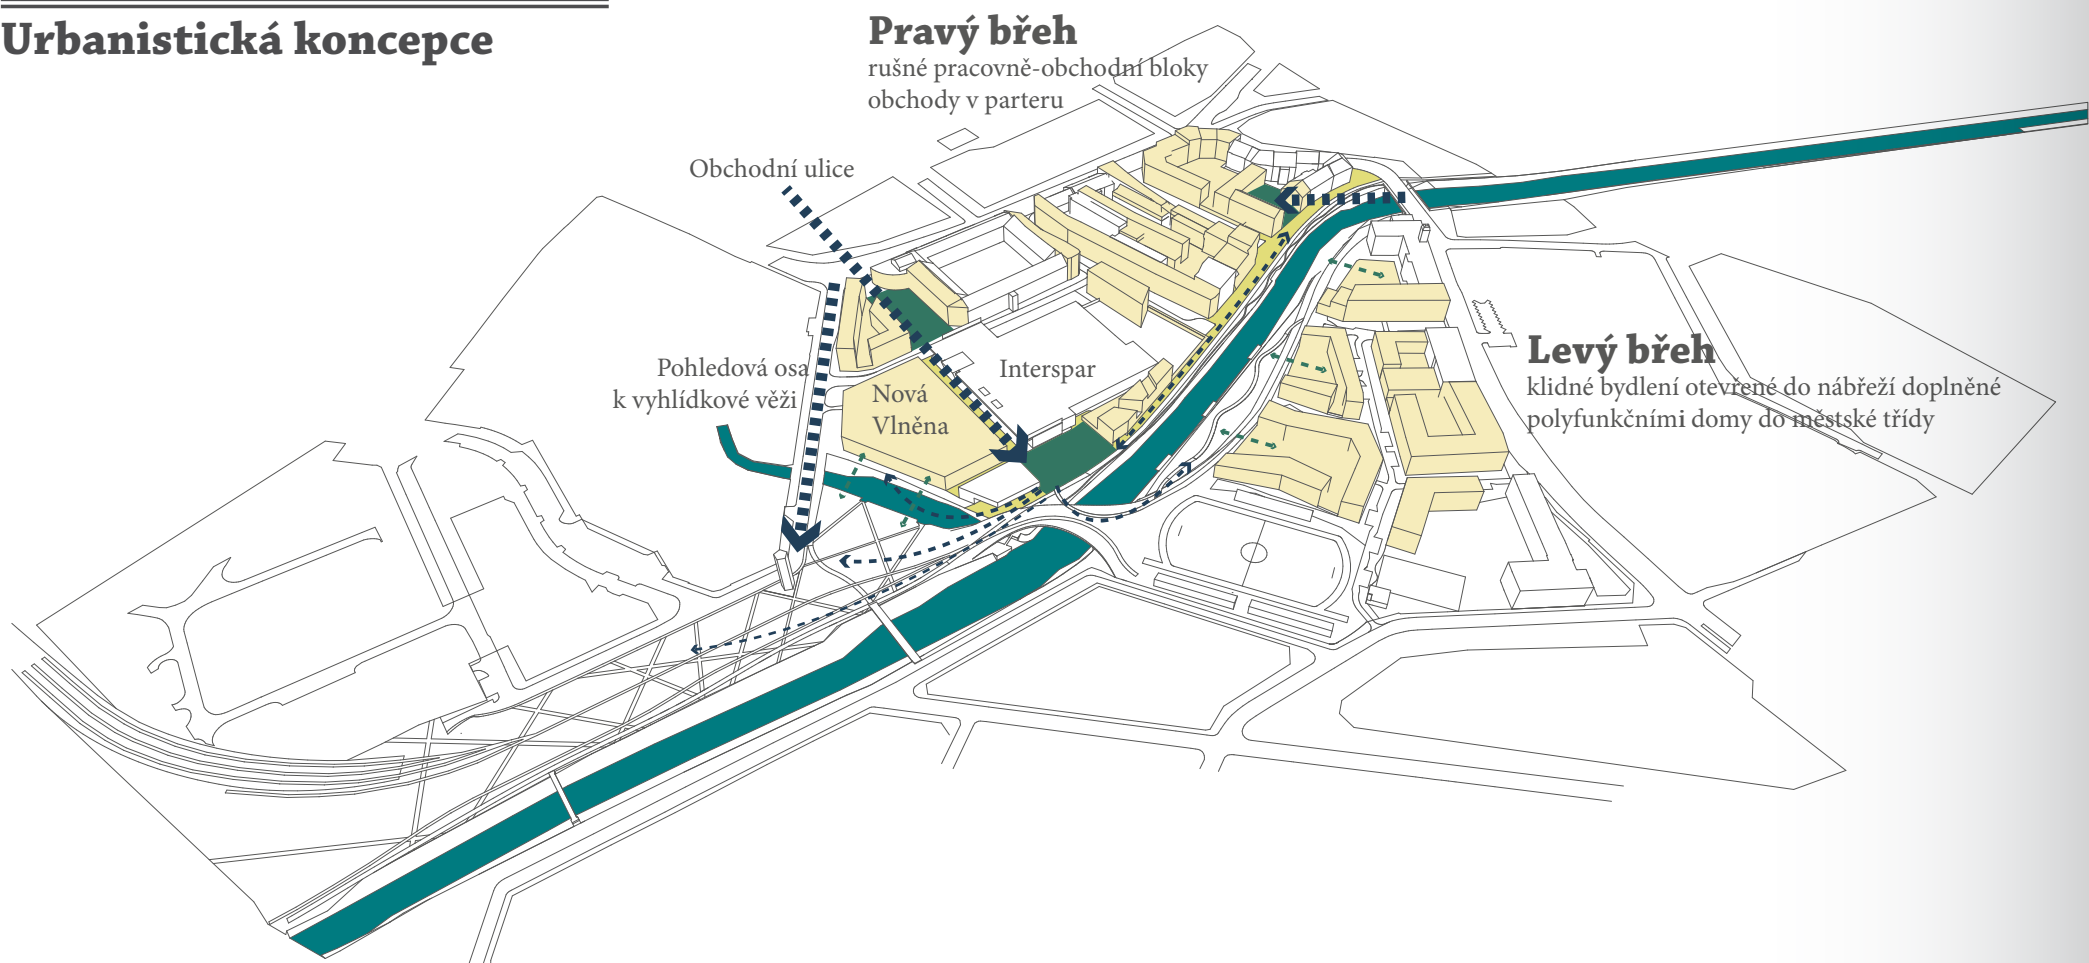 Urbanistická koncepce
Pravý břeh
rušné pracovně-obchodní bloky
obchody v parteru
Obchodní ulice
Pohledová osa
k vyhlídkové věži
Interspar
Nová
Vlněna
Levý břeh
klidné bydlení otevřené do nábřeží doplněné
polyfunkčními domy do městské třídy